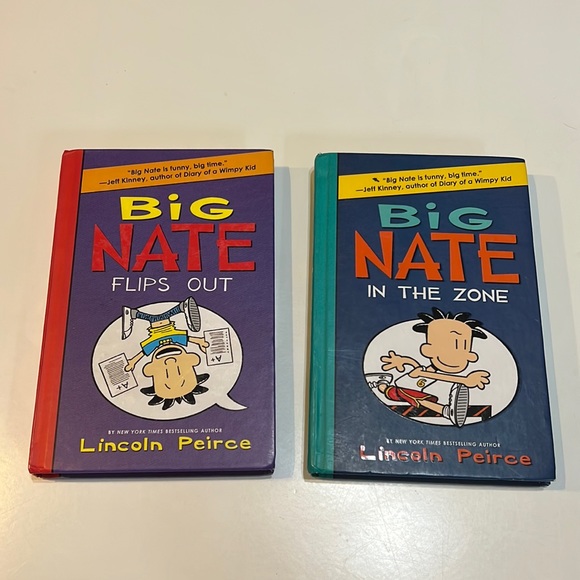 "Big Nate is funny, big time."
—Jeff Kinney, author of Diary of a Wimpy Kid
BiG
NATE
FLIPS OUT
A+
A+
BY NEW YORK TIMES BESTSELLING AUTHOR
Lincoln Peirce
"Big Nate is funny, big time."
—Jeff Kinney, author of Diary of a Wimpy Kid
BiG
NATE
IN THE ZONE
BY NEW YORK TIMES BESTSELLING AUTHOR
Lincoln Peirce